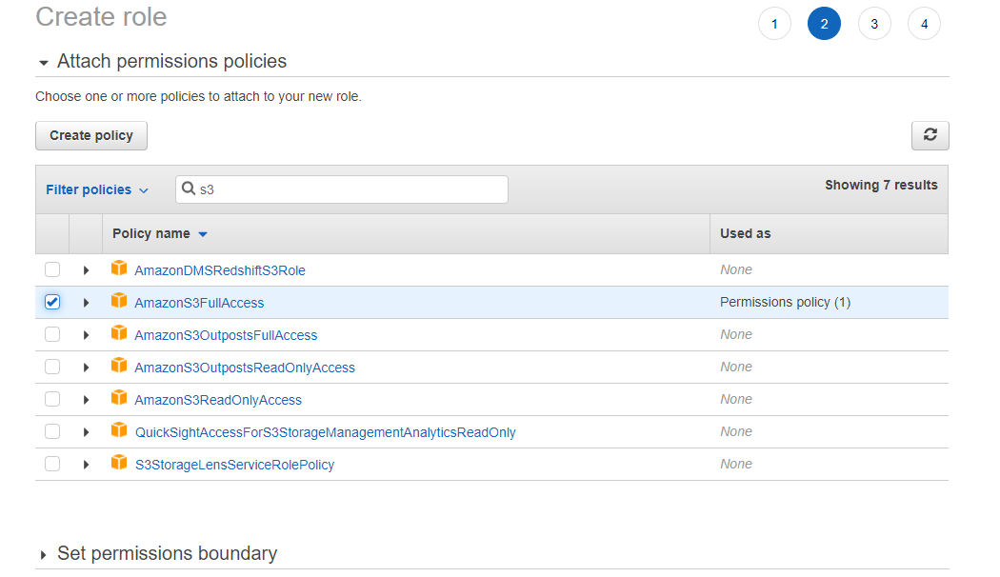 Create role
1 2 3 4
Attach permissions policies
Choose one or more policies to attach to your new role.
Create policy
Filter policies s3 Showing 7 results
Policy name Used as
AmazonDMSRedshiftS3Role None
AmazonS3FullAccess Permissions policy (1)
AmazonS3OutpostsFullAccess None
AmazonS3OutpostsReadOnlyAccess None
AmazonS3ReadOnlyAccess None
QuickSightAccessForS3StorageManagementAnalyticsReadOnly None
S3StorageLensServiceRolePolicy None
Set permissions boundary